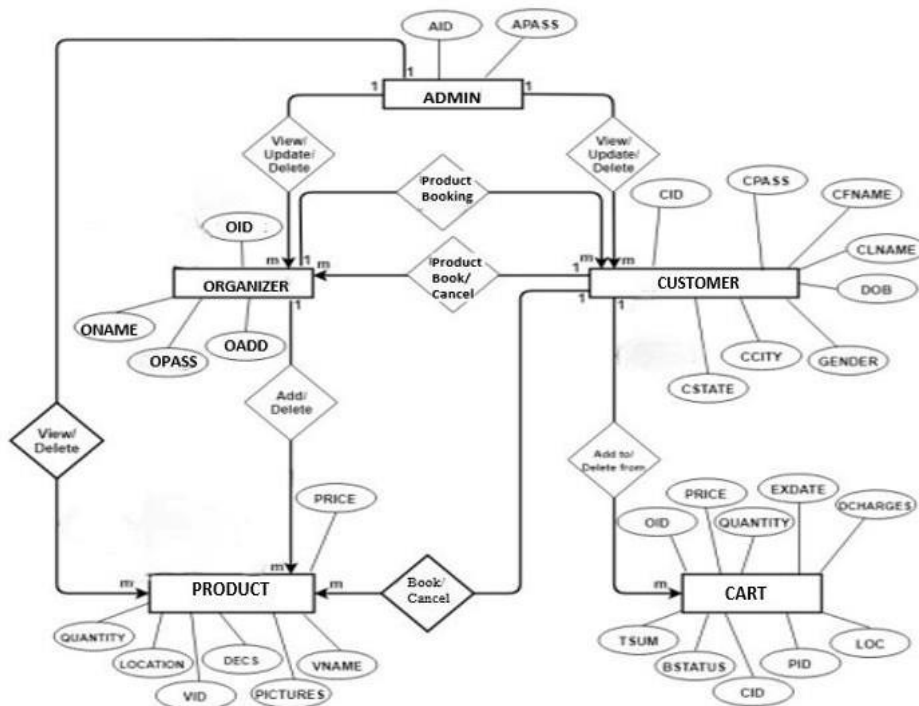 AID
APASS
1
1
1
ADMIN
View/
Update/
Delete
View/
Update/
Delete
Product
Booking
CID
CPASS
CFNAME
OID
CLNAME
m
1
Product
Book/
Cancel
m
m
1
ORGANIZER
m
CUSTOMER
DOB
1
1
1
ONAME
OPASS
OADD
CSTATE
CCITY
GENDER
View/
Delete
Add/
Delete
Add to/
Delete from
PRICE
OID
PRICE
QUANTITY
EXDATE
DCHARGES
m
m
m
m
PRODUCT
Book/
Cancel
CART
QUANTITY
LOCATION
VID
DECS
PICTURES
VNAME
TSUM
BSTATUS
CID
PID
LOC